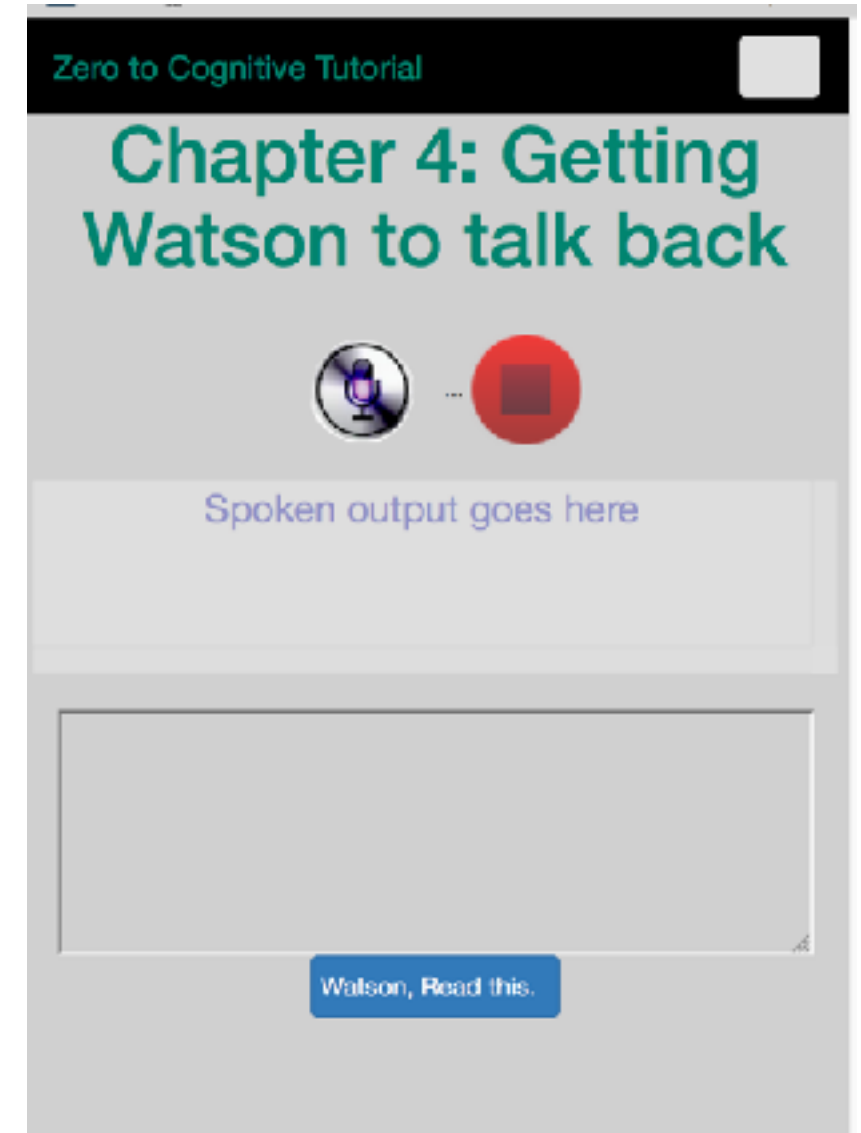 Zero to Cognitive Tutorial
Chapter 4: Getting
Watson to talk back
...
Spoken output goes here
Watson, Read this.